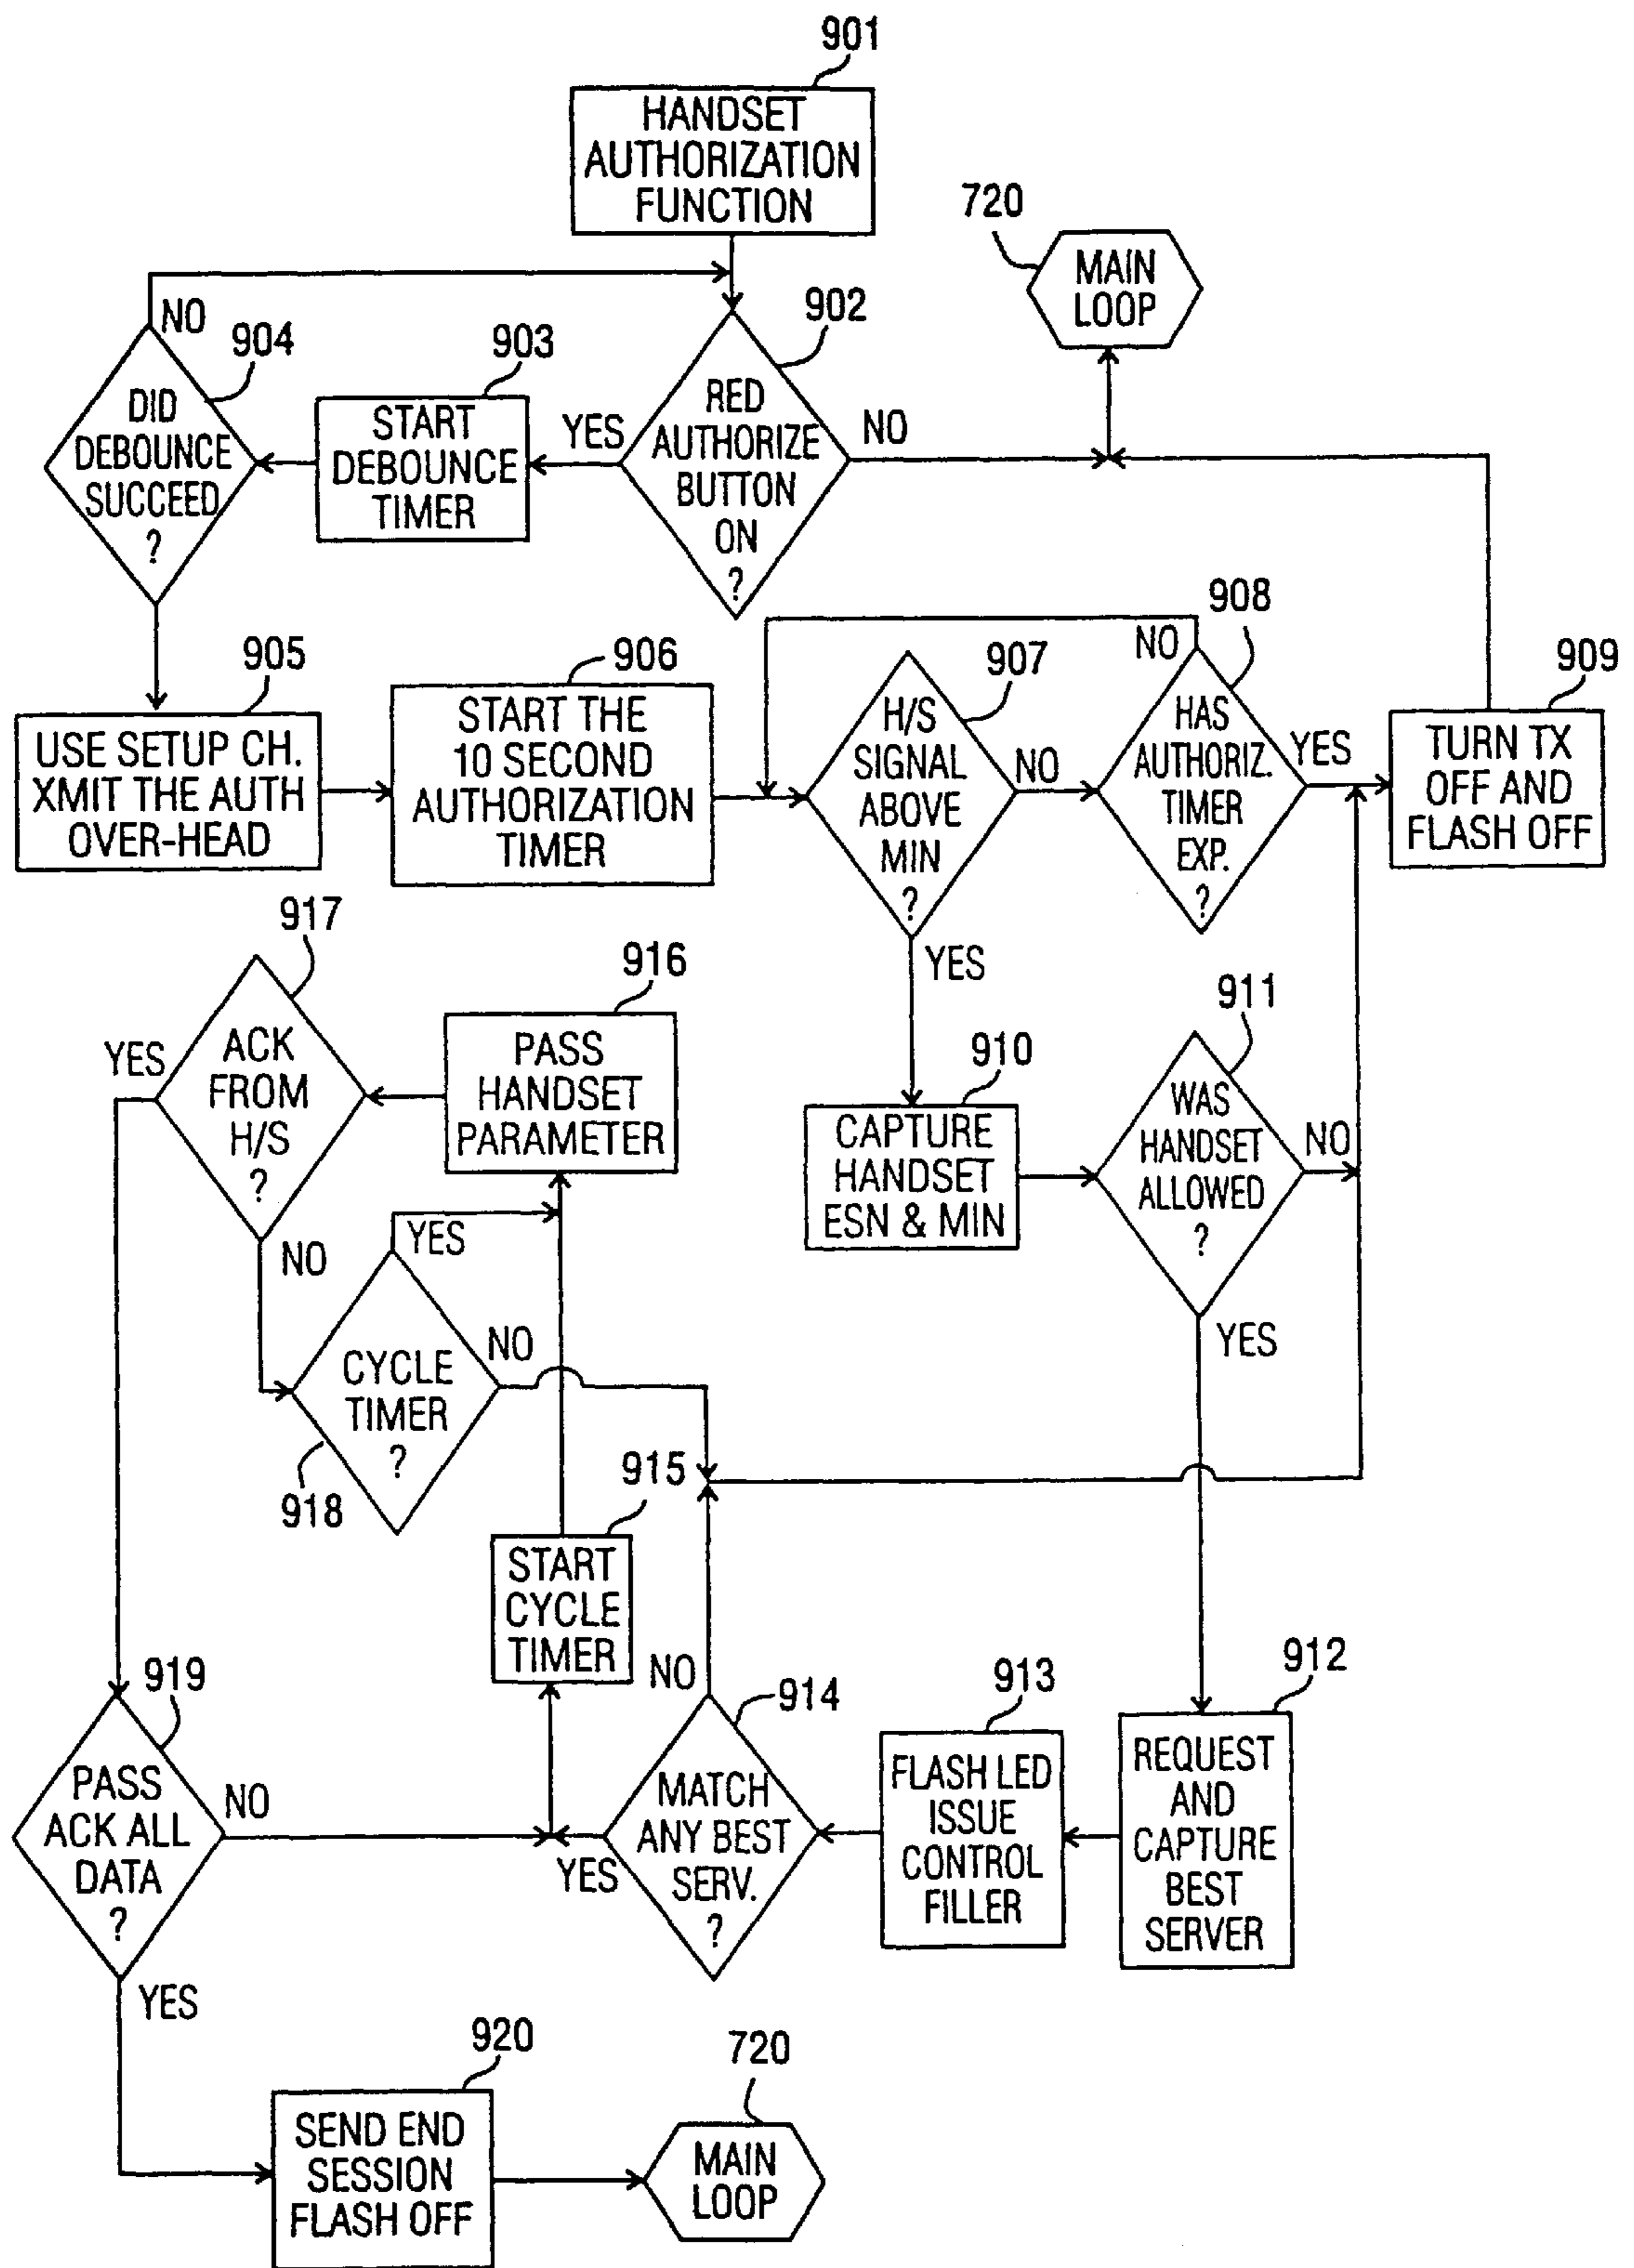 901
HANDSET
AUTHORIZATION
FUNCTION
720
MAIN
LOOP
902
RED
AUTHORIZE
BUTTON
ON
?
YES
NO
903
START
DEBOUNCE
TIMER
904
NO
DID
DEBOUNCE
SUCCEED
?
905
USE SETUP CH.
XMIT THE AUTH
OVER-HEAD
906
START THE
10 SECOND
AUTHORIZATION
TIMER
907
H/S
SIGNAL
ABOVE
MIN
?
NO
YES
908
NO
HAS
AUTHORIZ.
TIMER
EXP.
?
YES
909
TURN TX
OFF AND
FLASH OFF
910
CAPTURE
HANDSET
ESN & MIN
911
WAS
HANDSET
ALLOWED
?
NO
YES
917
ACK
FROM
H/S
?
YES
NO
916
PASS
HANDSET
PARAMETER
YES
CYCLE
TIMER
?
NO
918
915
START
CYCLE
TIMER
914
NO
MATCH
ANY BEST
SERV.
?
YES
913
FLASH LED
ISSUE
CONTROL
FILLER
912
REQUEST
AND
CAPTURE
BEST
SERVER
919
PASS
ACK ALL
DATA
?
NO
YES
920
SEND END
SESSION
FLASH OFF
720
MAIN
LOOP